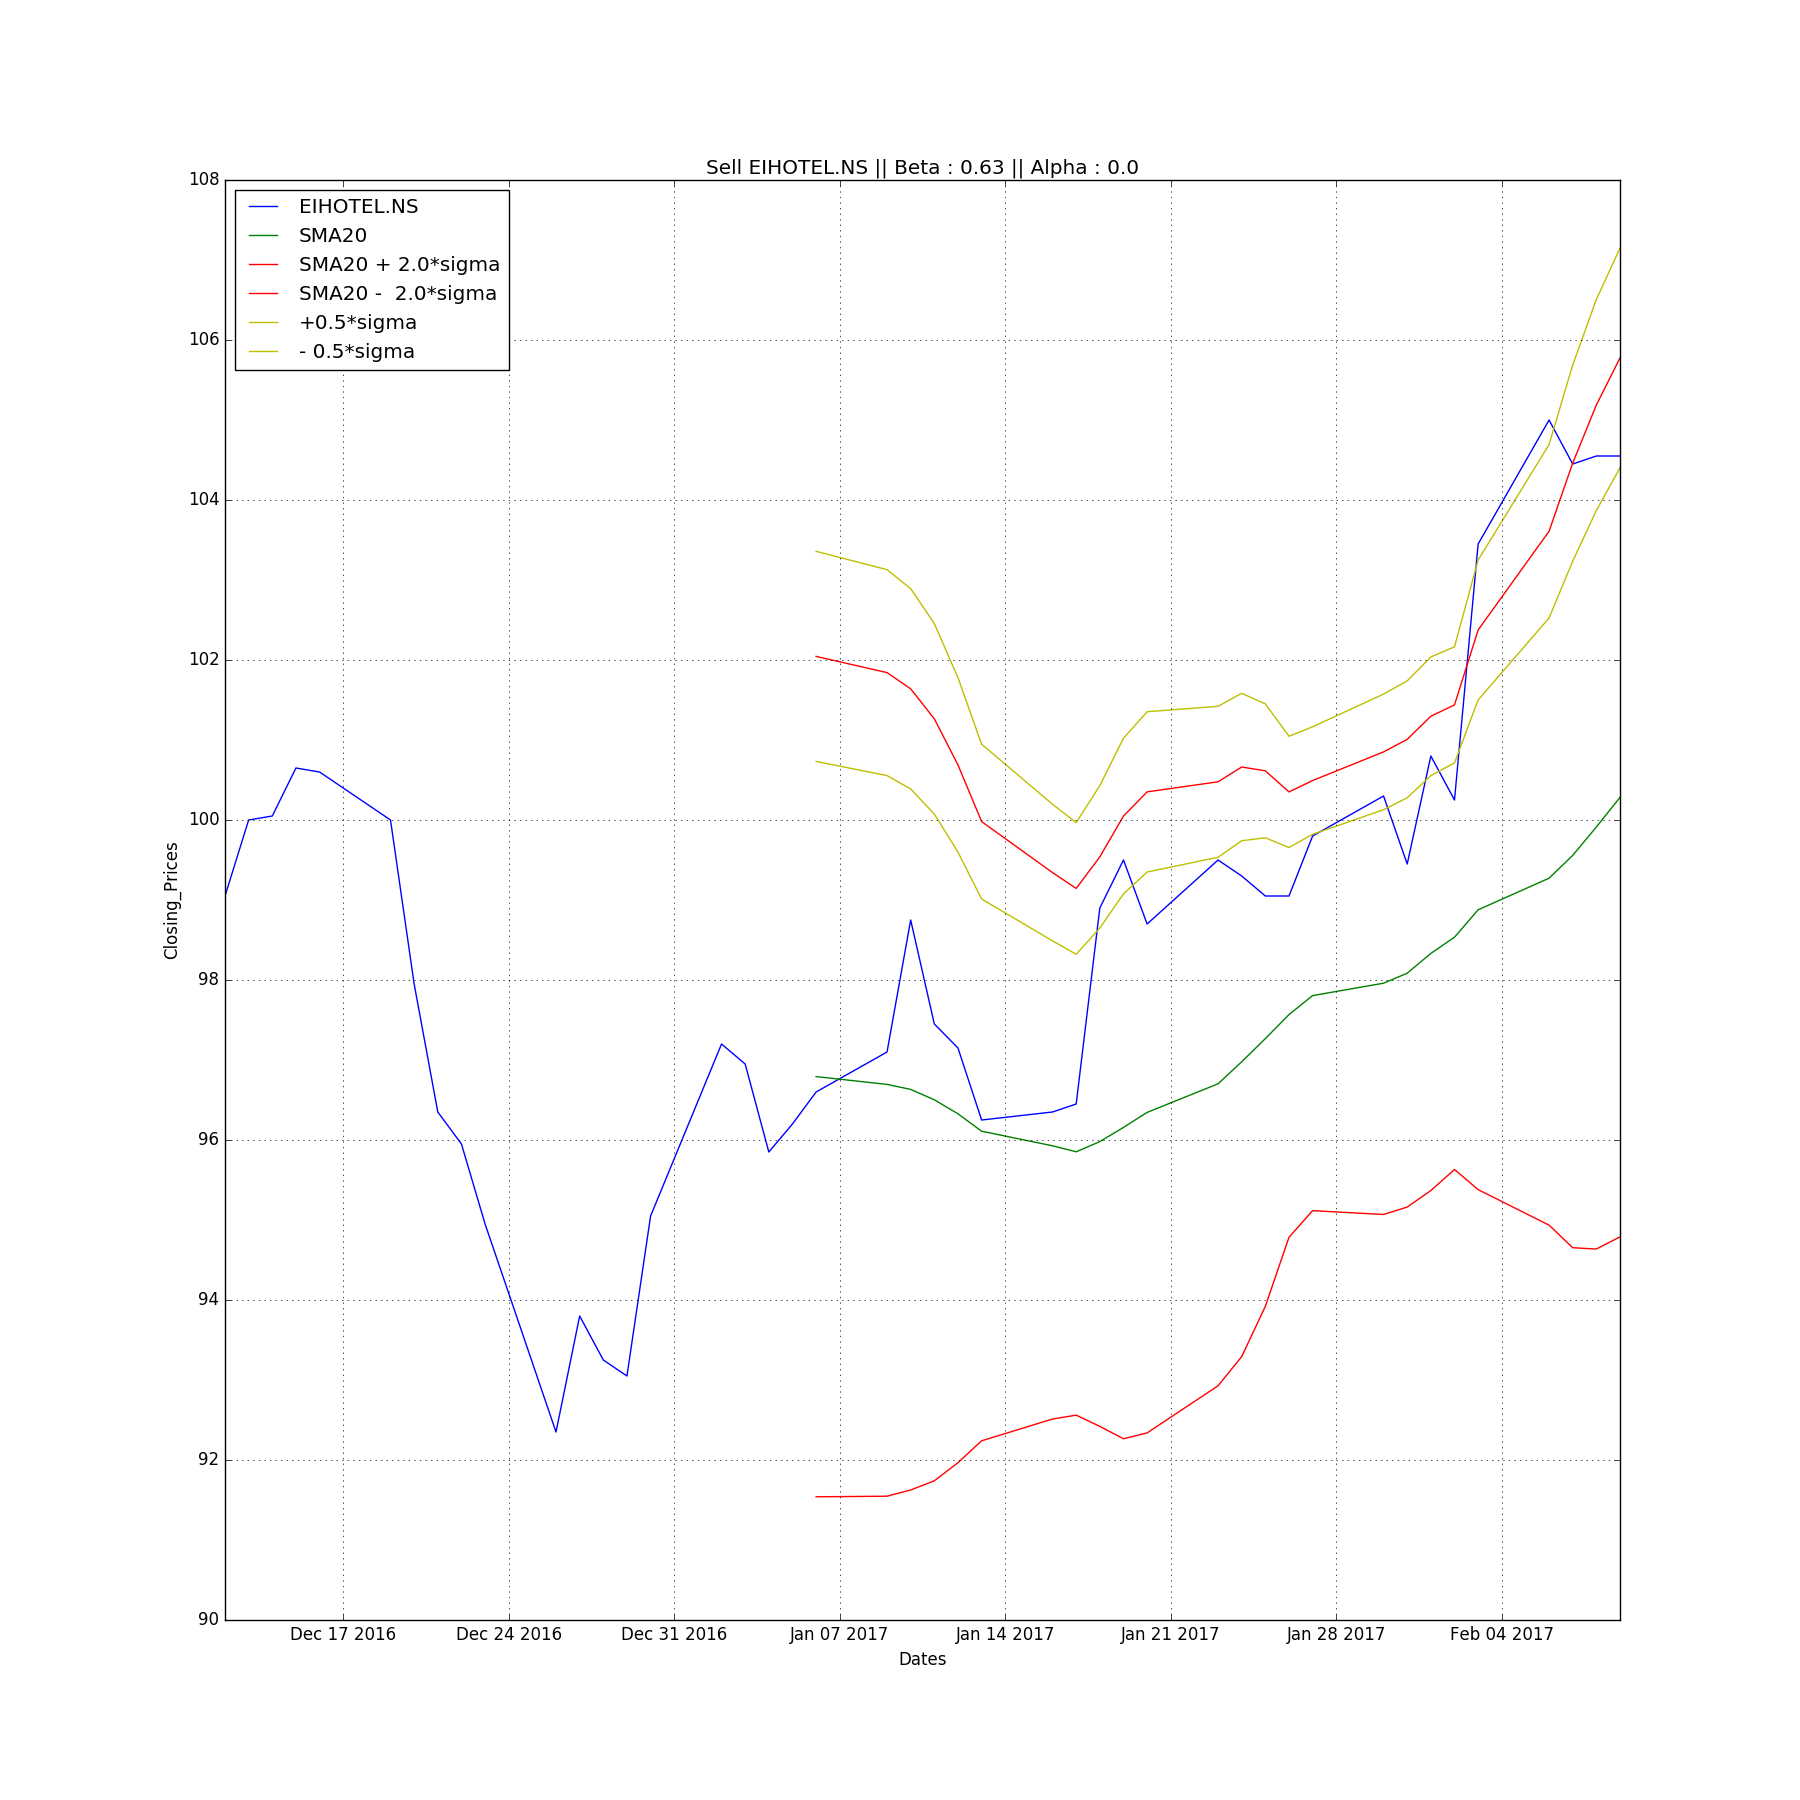 Sell EIHOTEL.NS || Beta : 0.63 || Alpha : 0.0
EIHOTEL.NS
SMA20
SMA20 + 2.0*sigma
SMA20 -  2.0*sigma
+0.5*sigma
- 0.5*sigma
108
106
104
102
100
98
96
94
92
90
Closing_Prices
Dec 17 2016
Dec 24 2016
Dec 31 2016
Jan 07 2017
Jan 14 2017
Jan 21 2017
Jan 28 2017
Feb 04 2017
Dates